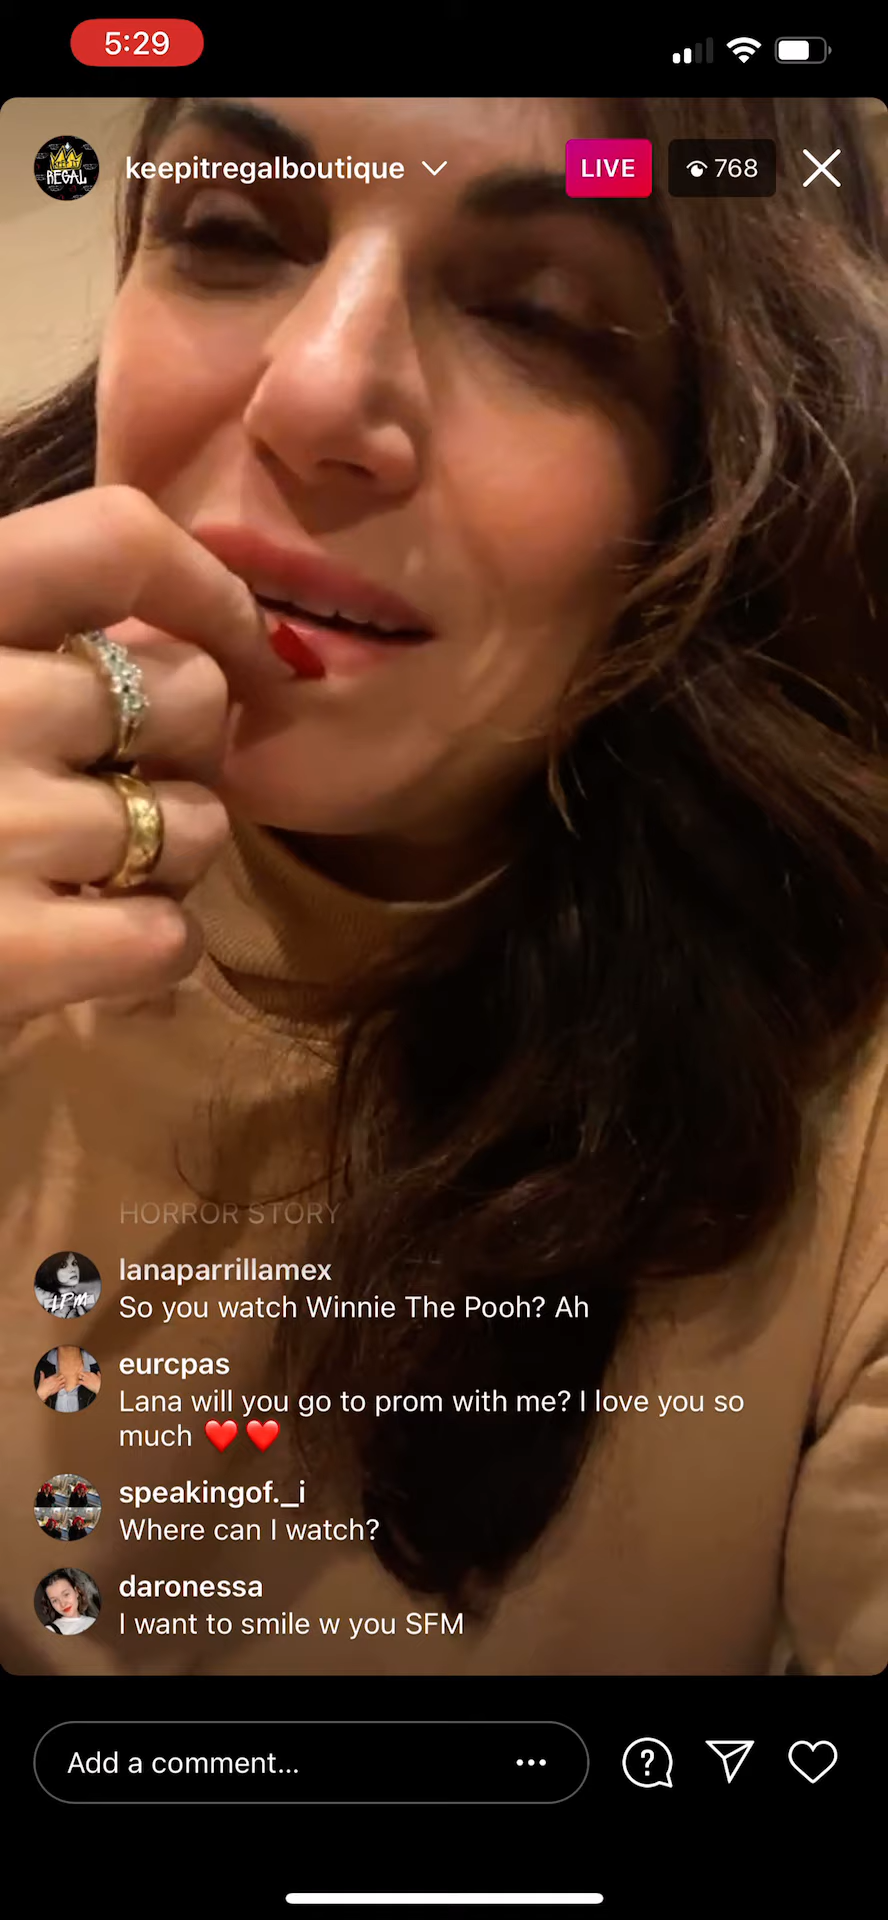 5:29
REGAL
keepitregalboutique
LIVE
768
HORROR STORY
lanaparrillamex
LPM
So you watch Winnie The Pooh? Ah
eurcpas
Lana will you go to prom with me? I love you so
much ❤️❤️
speakingof._i
Where can I watch?
daronessa
I want to smile w you SFM
Add a comment...